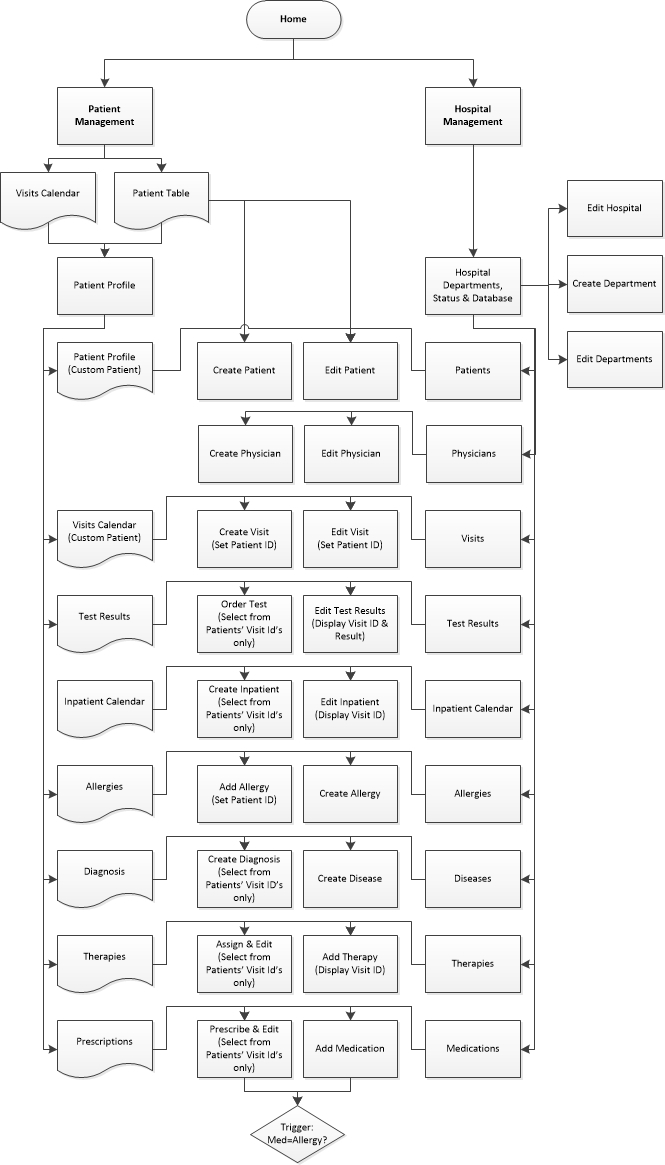 Home
Patient
Management
Hospital
Management
Visits Calendar
Patient Table
Edit Hospital
Patient Profile
Hospital
Departments,
Status & Database
Create Department
Edit Departments
Patient Profile
(Custom Patient)
Create Patient
Edit Patient
Patients
Create Physician
Edit Physician
Physicians
Visits Calendar
(Custom Patient)
Create Visit
(Set Patient ID)
Edit Visit
(Set Patient ID)
Visits
Test Results
Order Test
(Select from
Patients' Visit Id's
only)
Edit Test Results
(Display Visit ID &
Result)
Test Results
Inpatient Calendar
Create Inpatient
(Select from
Patients' Visit Id's
only)
Edit Inpatient
(Display Visit ID)
Inpatient Calendar
Allergies
Add Allergy
(Set Patient ID)
Create Allergy
Allergies
Diagnosis
Create Diagnosis
(Select from
Patients' Visit ID's
only)
Create Disease
Diseases
Therapies
Assign & Edit
(Select from
Patients' Visit Id's
only)
Add Therapy
(Display Visit ID)
Therapies
Prescriptions
Prescribe & Edit
(Select from
Patients' Visit Id's
only)
Add Medication
Medications
Trigger:
Med=Allergy?